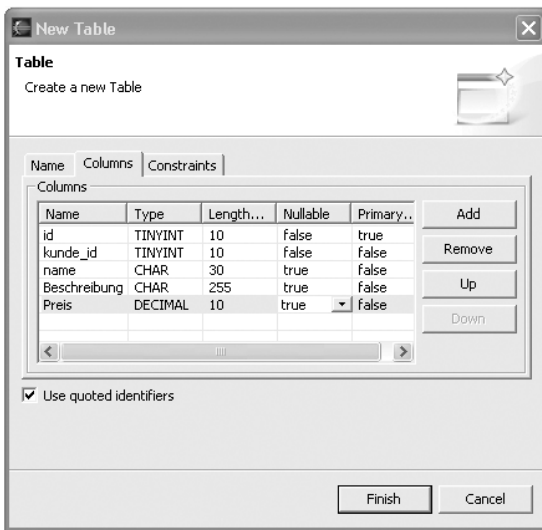 New Table
Table
Create a new Table
Name Columns Constraints
Columns
Name Type Length... Nullable Primary..
id TINYINT 10 false true
kunde_id TINYINT 10 false false
name CHAR 30 true false
Beschreibung CHAR 255 true false
Preis DECIMAL 10 true false
Add
Remove
Up
Down
Use quoted identifiers
Finish Cancel